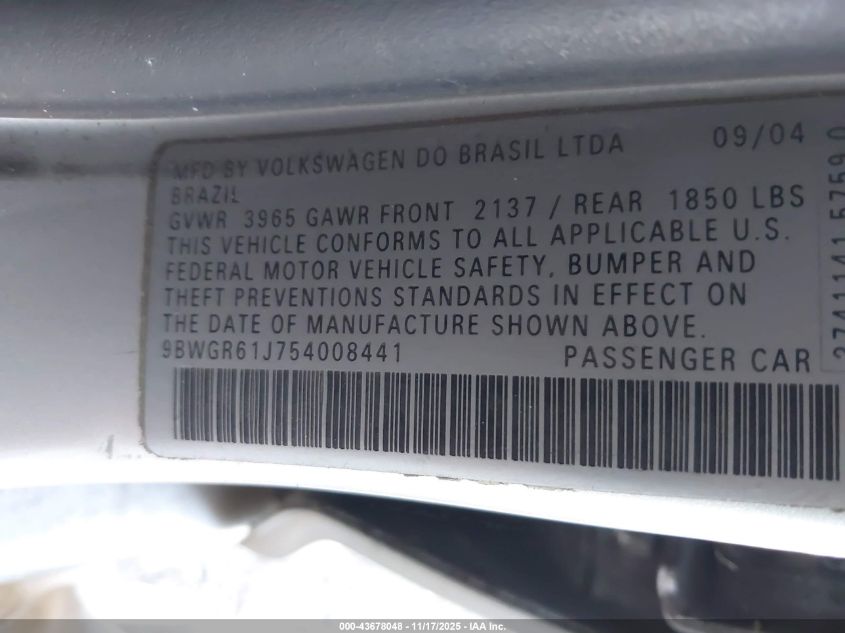 MFD BY VOLKSWAGEN DO BRASIL LTDA 09/04
BRAZIL
GVWR 3965 GAWR FRONT 2137 / REAR 1850 LBS
THIS VEHICLE CONFORMS TO ALL APPLICABLE U.S.
FEDERAL MOTOR VEHICLE SAFETY, BUMPER AND
THEFT PREVENTIONS STANDARDS IN EFFECT ON
THE DATE OF MANUFACTURE SHOWN ABOVE.
9BWGR61J754008441 PASSENGER CAR
000-43678048 - 11/17/2025 - IAA Inc.